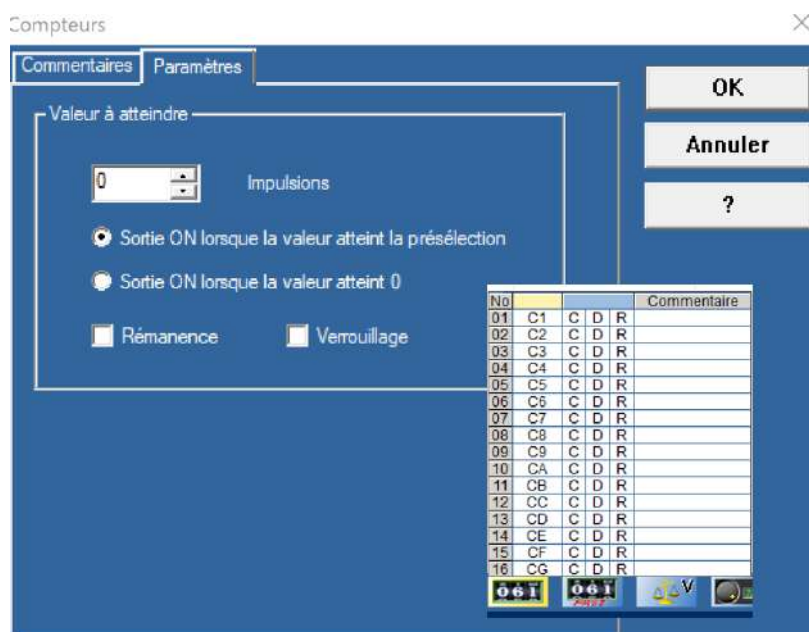 Compteurs
Commentaires Paramètres
OK
Annuler
?
Valeur à atteindre
0 Impulsions
Sortie ON lorsque la valeur atteint la présélection
Sortie ON lorsque la valeur atteint 0
Rémanence Verrouillage
No Commentaire
01 C1 C D R
02 C2 C D R
03 C3 C D R
04 C4 C D R
05 C5 C D R
06 C6 C D R
07 C7 C D R
08 C8 C D R
09 C9 C D R
10 CA C D R
11 CB C D R
12 CC C D R
13 CD C D R
14 CE C D R
15 CF C D R
16 CG C D R
061 061 V
FAST